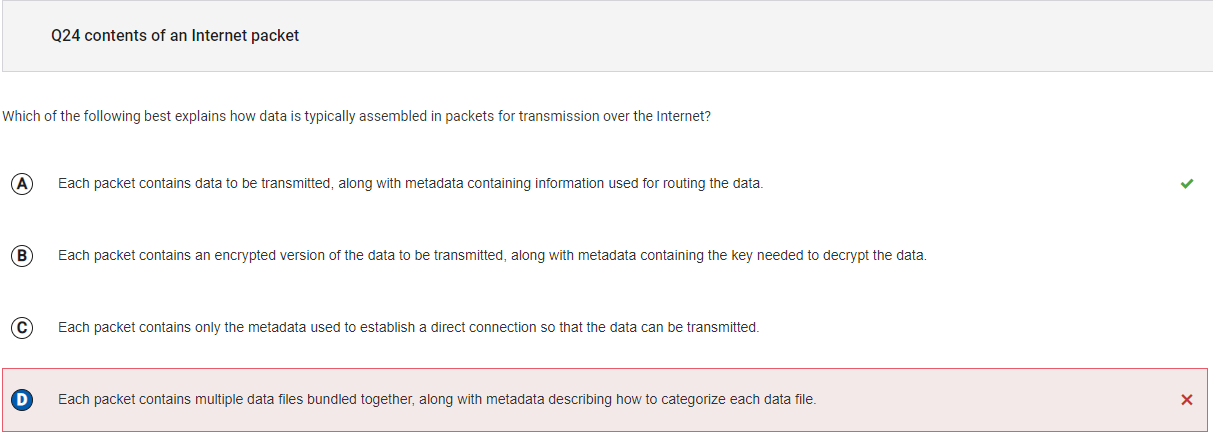 Q24 contents of an Internet packet
Which of the following best explains how data is typically assembled in packets for transmission over the Internet?
A Each packet contains data to be transmitted, along with metadata containing information used for routing the data.
B Each packet contains an encrypted version of the data to be transmitted, along with metadata containing the key needed to decrypt the data.
C Each packet contains only the metadata used to establish a direct connection so that the data can be transmitted.
D Each packet contains multiple data files bundled together, along with metadata describing how to categorize each data file.